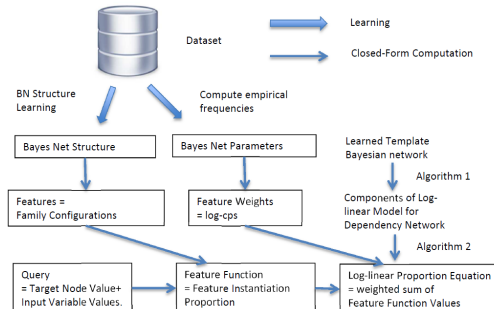 Dataset
Learning
Closed-Form Computation
BN Structure
Learning
Compute empirical
frequencies
Bayes Net Structure
Bayes Net Parameters
Learned Template
Bayesian network
Algorithm 1
Features =
Family Configurations
Feature Weights
= log-cps
Components of Log-
linear Model for
Dependency Network
Algorithm 2
Query
= Target Node Value+
Input Variable Values.
Feature Function
= Feature Instantiation
Proportion
Log-linear Proportion Equation
= weighted sum of
Feature Function Values